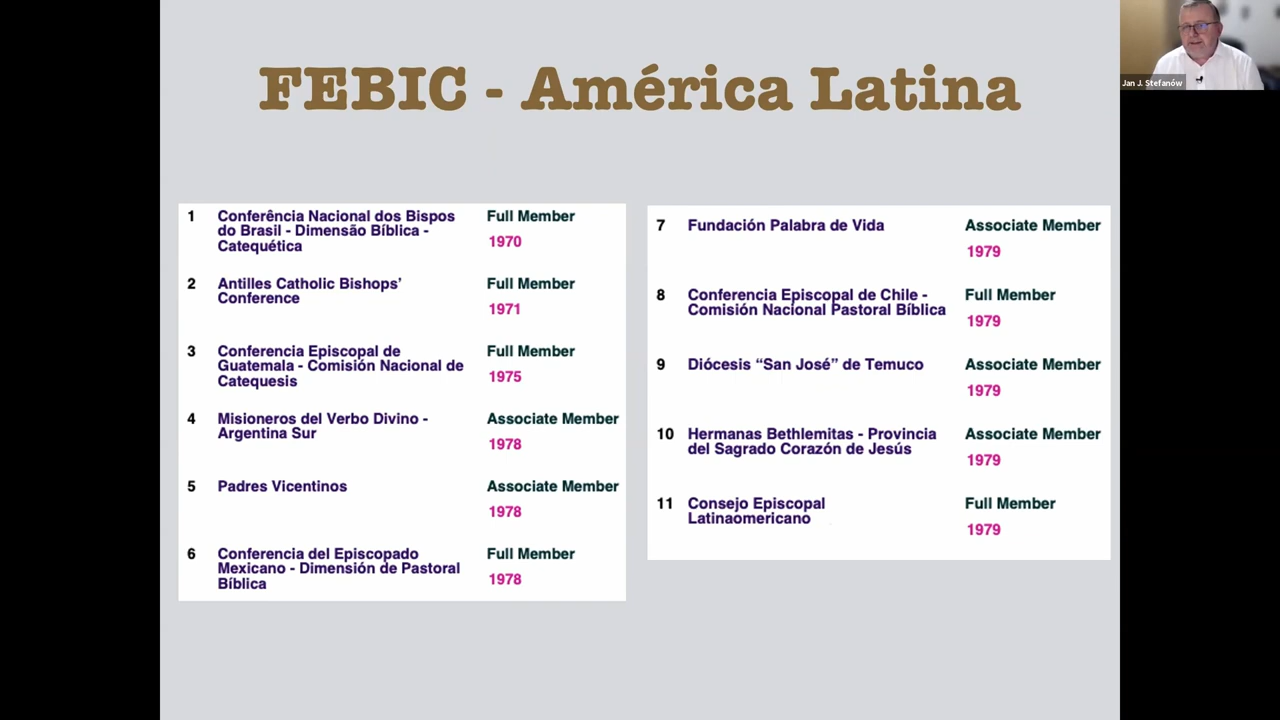 FEBIC - América Latina
Jan J. Stefanów
1 Conferência Nacional dos Bispos Full Member
do Brasil - Dimensão Bíblica - 1970
Catequética
2 Antilles Catholic Bishops' Full Member
Conference 1971
3 Conferencia Episcopal de Full Member
Guatemala - Comisión Nacional de 1975
Catequesis
4 Misioneros del Verbo Divino - Associate Member
Argentina Sur 1978
5 Padres Vicentinos Associate Member
1978
6 Conferencia del Episcopado Full Member
Mexicano - Dimensión de Pastoral 1978
Bíblica
7 Fundación Palabra de Vida Associate Member
1979
8 Conferencia Episcopal de Chile - Full Member
Comisión Nacional Pastoral Bíblica 1979
9 Diócesis “San José” de Temuco Associate Member
1979
10 Hermanas Bethlemitas - Provincia Associate Member
del Sagrado Corazón de Jesús 1979
11 Consejo Episcopal Full Member
Latinaomericano 1979